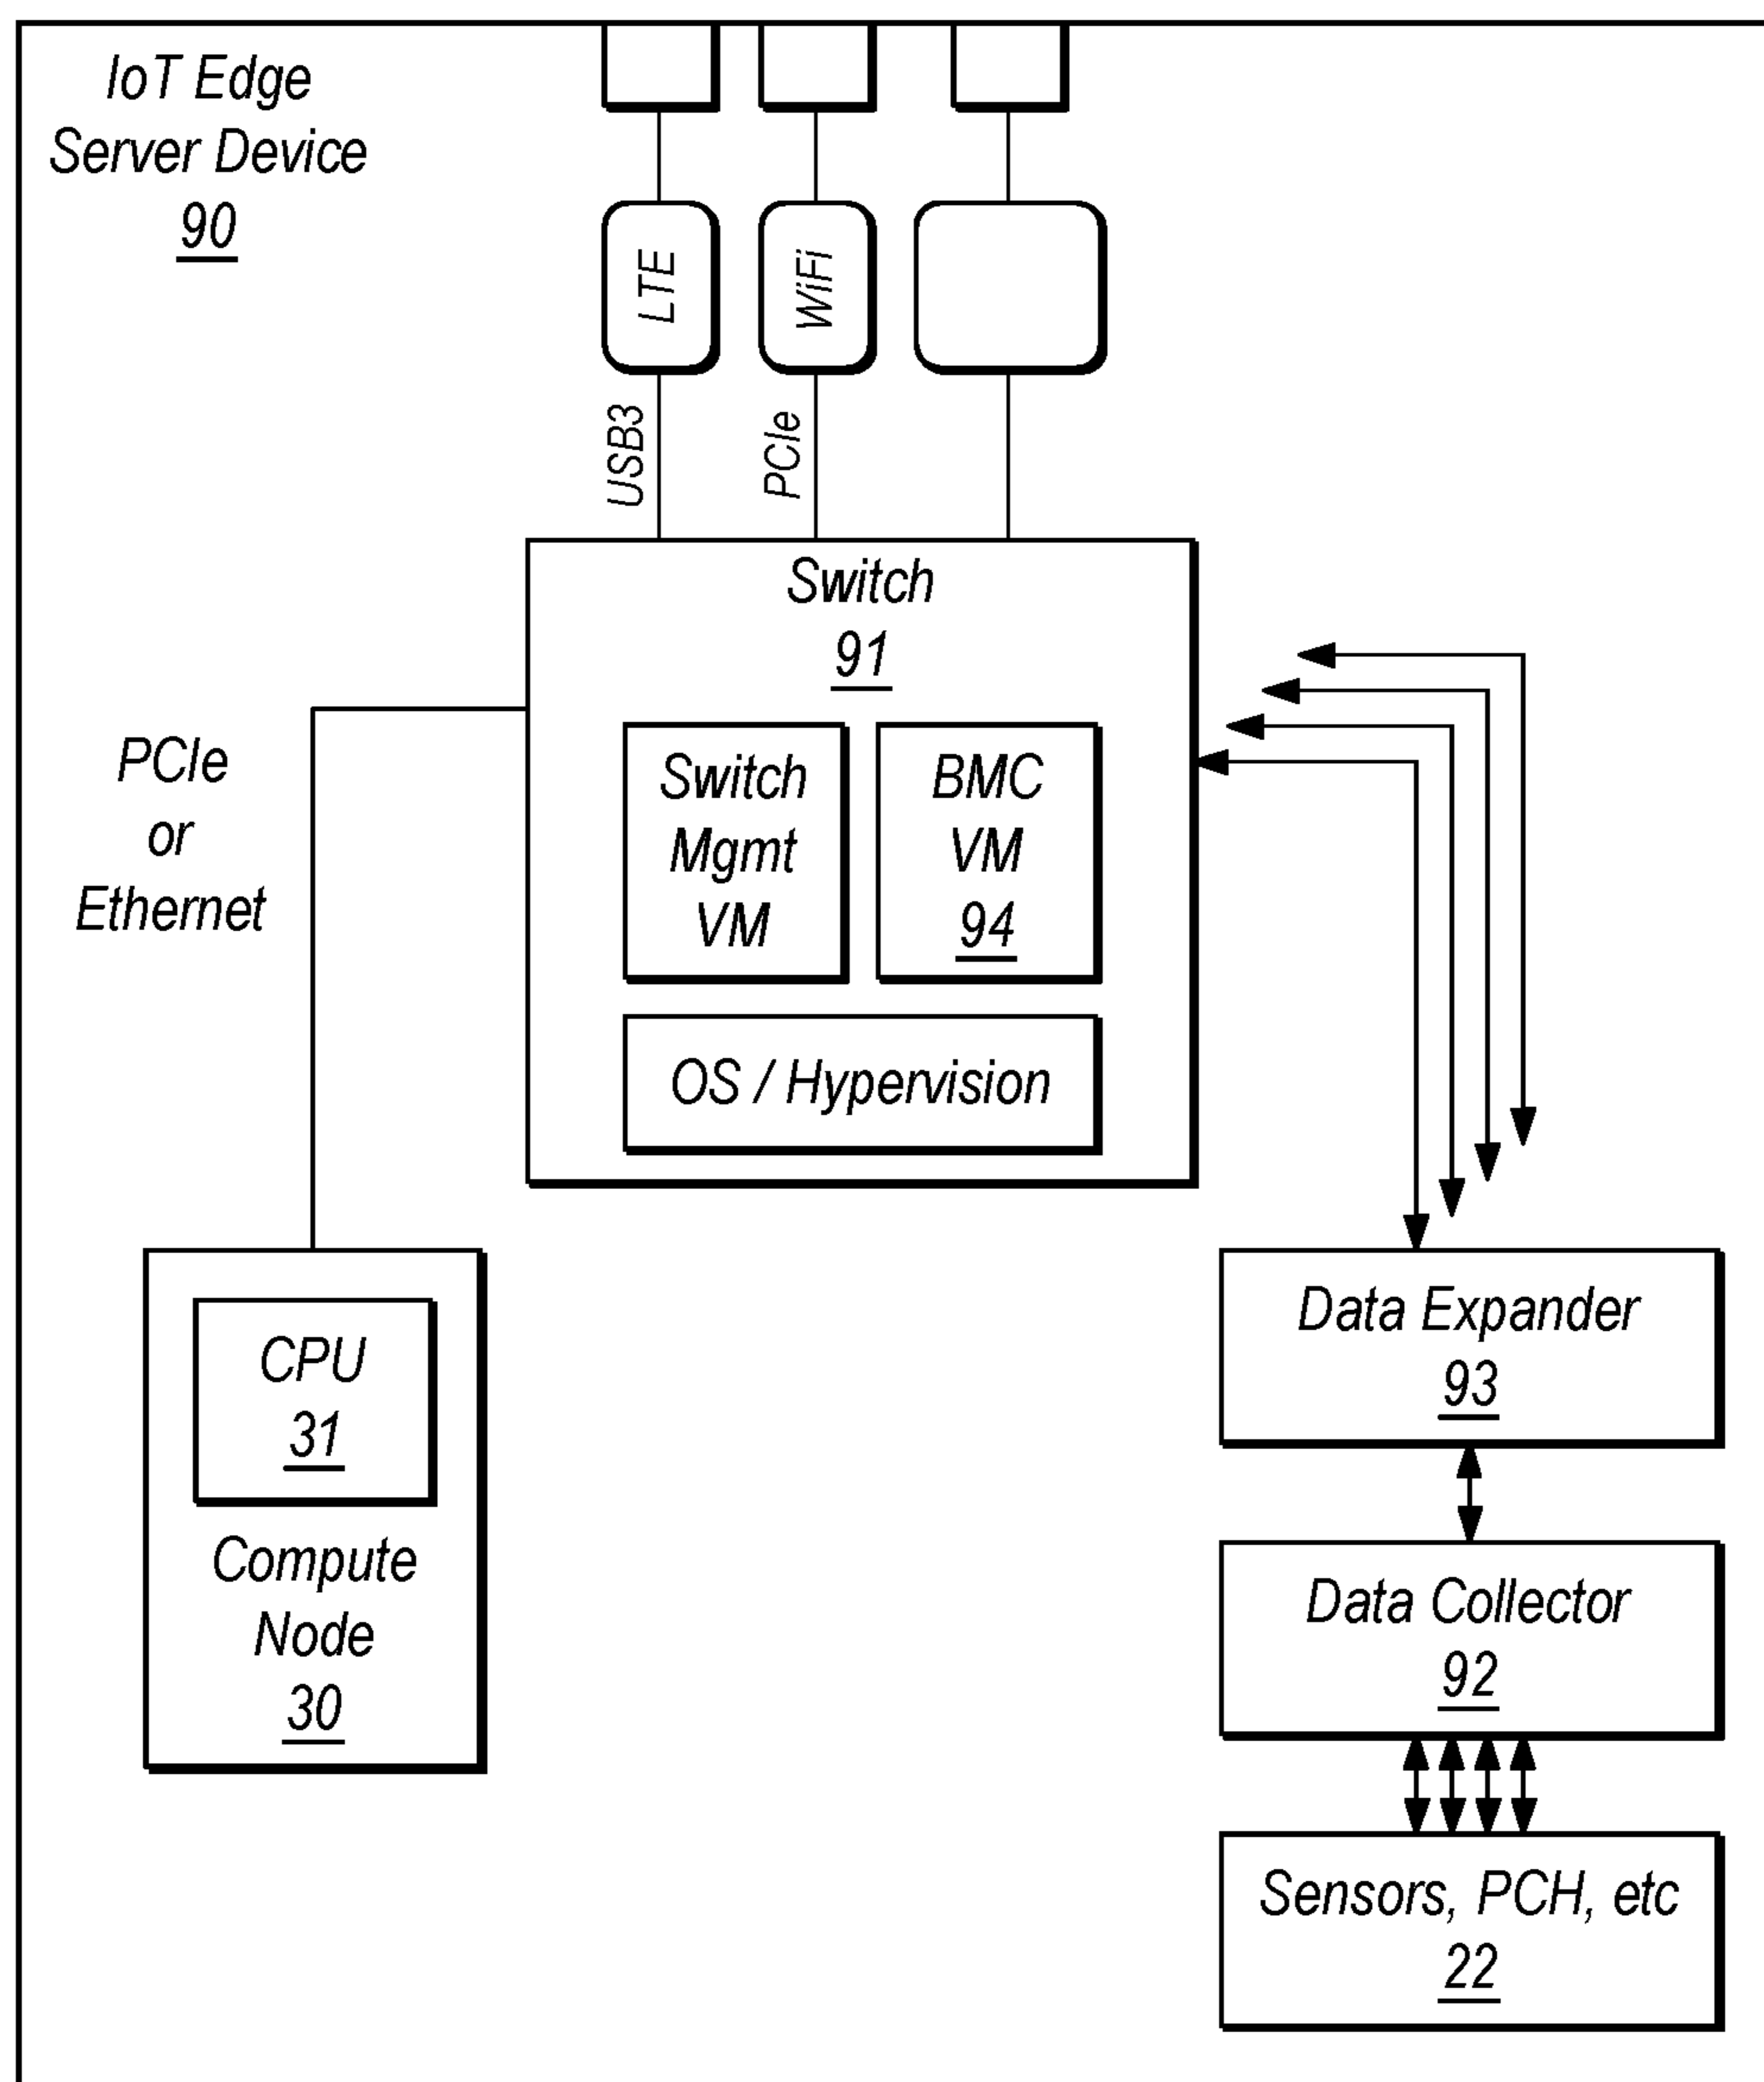 IoT Edge
Server Device
90
LTE
WiFi
USB3
PCIe
Switch
91
PCIe
or
Ethernet
Switch
Mgmt
VM
BMC
VM
94
OS / Hypervision
CPU
31
Compute
Node
30
Data Expander
93
Data Collector
92
Sensors, PCH, etc
22